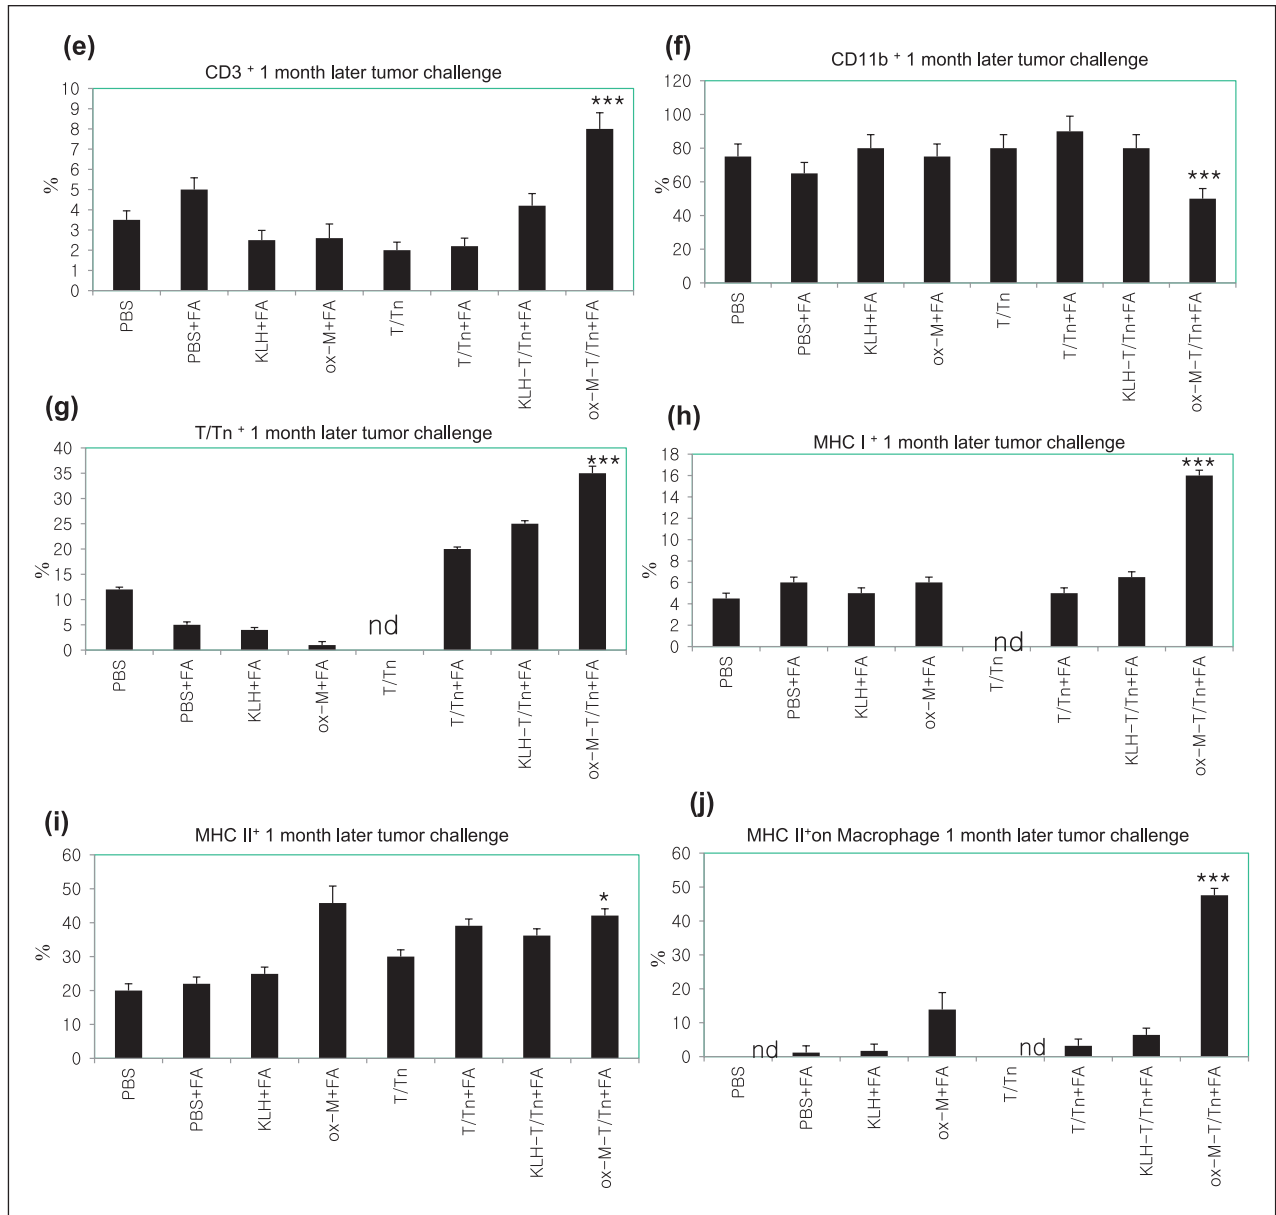 (e)
CD3 + 1 month later tumor challenge
10
9
8
7
6
5
4
3
2
1
0
%
***
PBS
PBS+FA
KLH+FA
ox-M+FA
T/Tn
T/Tn+FA
KLH-T/Tn+FA
ox-M-T/Tn+FA
(f)
CD11b + 1 month later tumor challenge
120
100
80
60
40
20
0
%
***
PBS
PBS+FA
KLH+FA
ox-M+FA
T/Tn
T/Tn+FA
KLH-T/Tn+FA
ox-M-T/Tn+FA
(g)
T/Tn + 1 month later tumor challenge
40
35
30
25
20
15
10
5
0
%
nd
***
PBS
PBS+FA
KLH+FA
ox-M+FA
T/Tn
T/Tn+FA
KLH-T/Tn+FA
ox-M-T/Tn+FA
(h)
MHC I + 1 month later tumor challenge
18
16
14
12
10
8
6
4
2
0
%
nd
***
PBS
PBS+FA
KLH+FA
ox-M+FA
T/Tn
T/Tn+FA
KLH-T/Tn+FA
ox-M-T/Tn+FA
(i)
MHC II+ 1 month later tumor challenge
60
50
40
30
20
10
0
%
*
PBS
PBS+FA
KLH+FA
ox-M+FA
T/Tn
T/Tn+FA
KLH-T/Tn+FA
ox-M-T/Tn+FA
(j)
MHC II+on Macrophage 1 month later tumor challenge
60
50
40
30
20
10
0
%
nd
nd
***
PBS
PBS+FA
KLH+FA
ox-M+FA
T/Tn
T/Tn+FA
KLH-T/Tn+FA
ox-M-T/Tn+FA